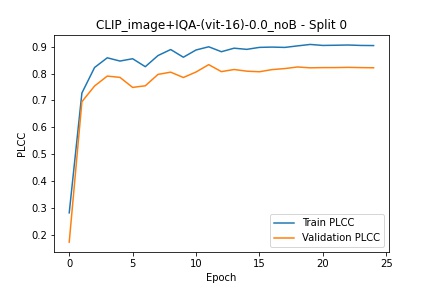 CLIP_image+IQA-(vit-16)-0.0_noB - Split 0
PLCC
0.9
0.8
0.7
0.6
0.5
0.4
0.3
0.2
Train PLCC
Validation PLCC
0 5 10 15 20 25
Epoch